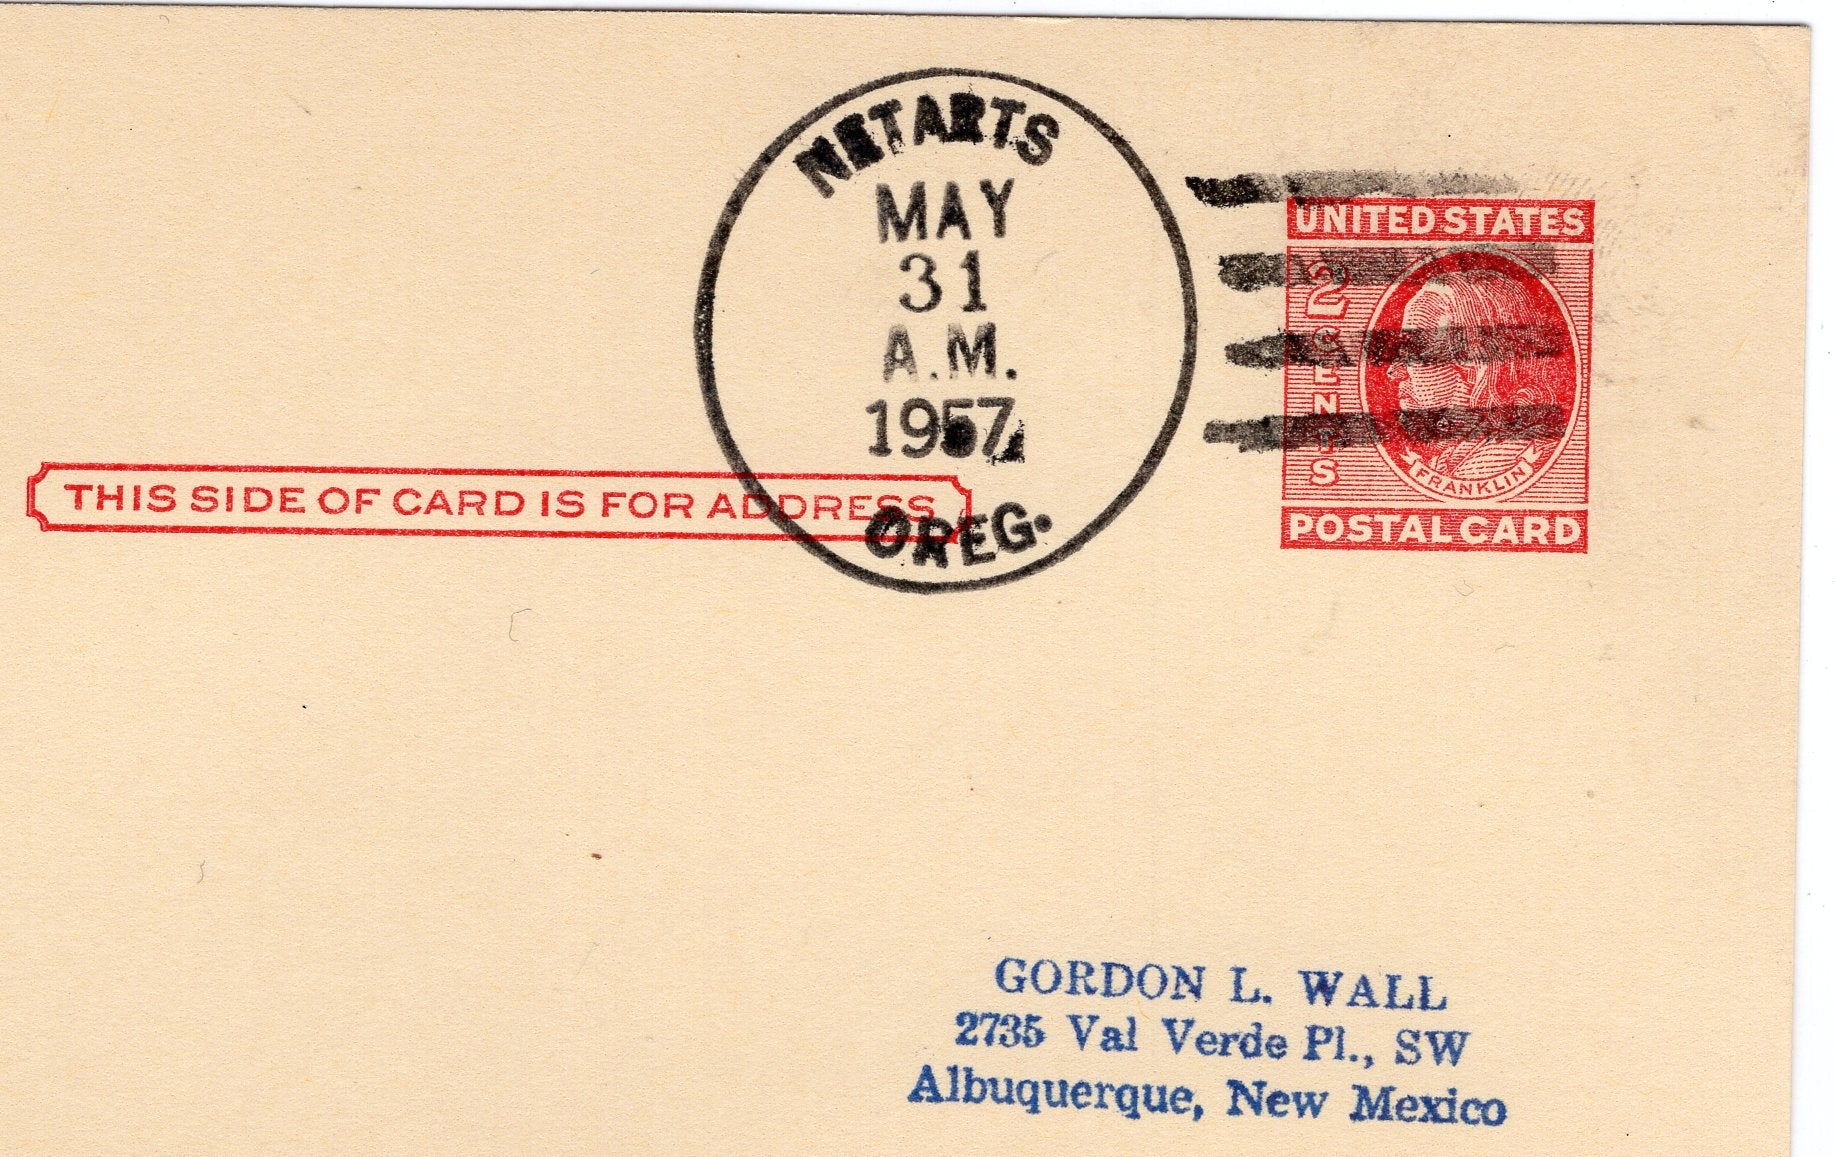 NETARTS
MAY
31
A.M.
1957
OREG.
UNITED STATES
2 CENTS
FRANKLIN
POSTAL CARD
THIS SIDE OF CARD IS FOR ADDRESS
GORDON L. WALL
2735 Val Verde Pl., SW
Albuquerque, New Mexico